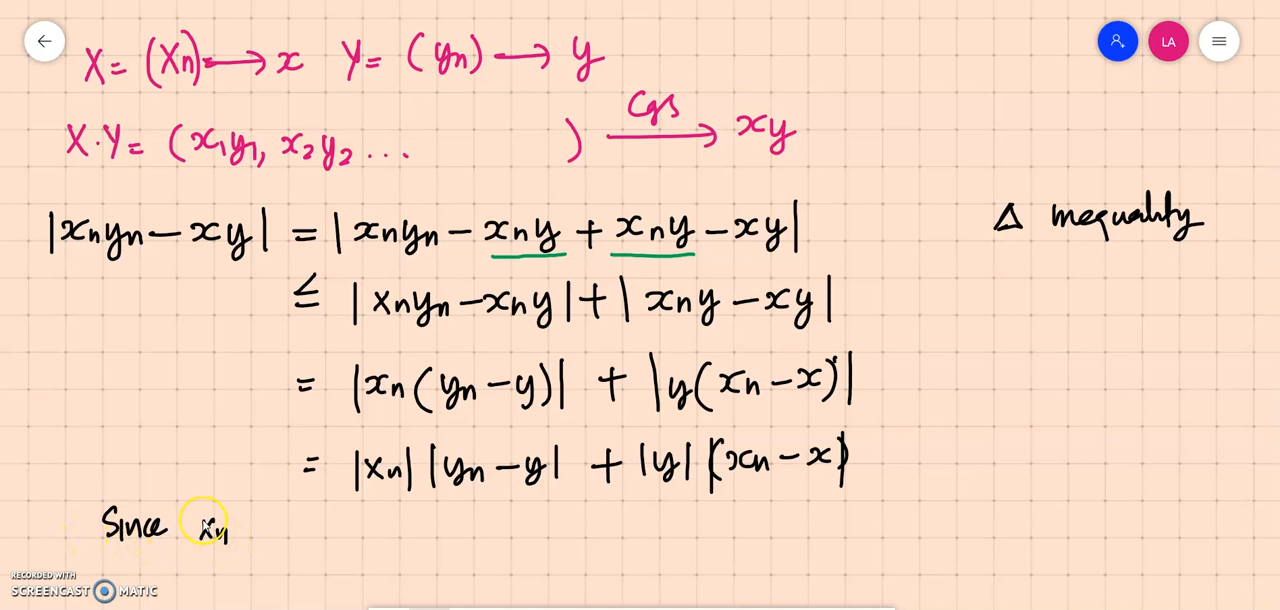 X = (Xn) → x Y = (yn) → y
X·Y = (x₁y₁, x₂y₂ ... ) cgs → xy
|xnyn − xy| = |xnyn − xny + xny − xy|
Δ inequality
≤ |xnyn − xny| + |xny − xy|
= |xn(yn − y)| + |y(xn − x)|
= |xn| |yn − y| + |y| |(xn − x)|
Since xn
RECORDED WITH
SCREENCAST MATIC
LA